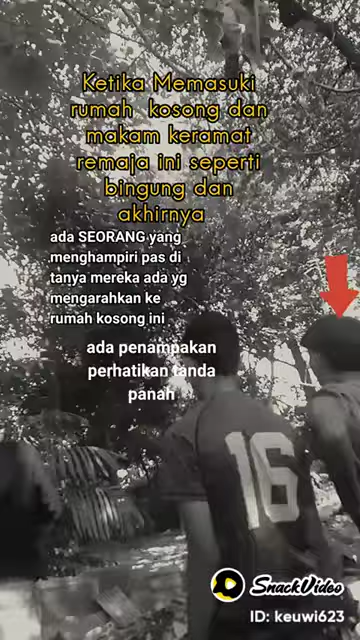 Ketika Memasuki
rumah kosong dan
makam keramat
remaja ini seperti
bingung dan
akhirnya
ada SEORANG yang
menghampiri pas di
tanya mereka ada yg
mengarahkan ke
rumah kosong ini
ada penampakan
perhatikan tanda
panah
16
SnackVideo
ID: keuwi623